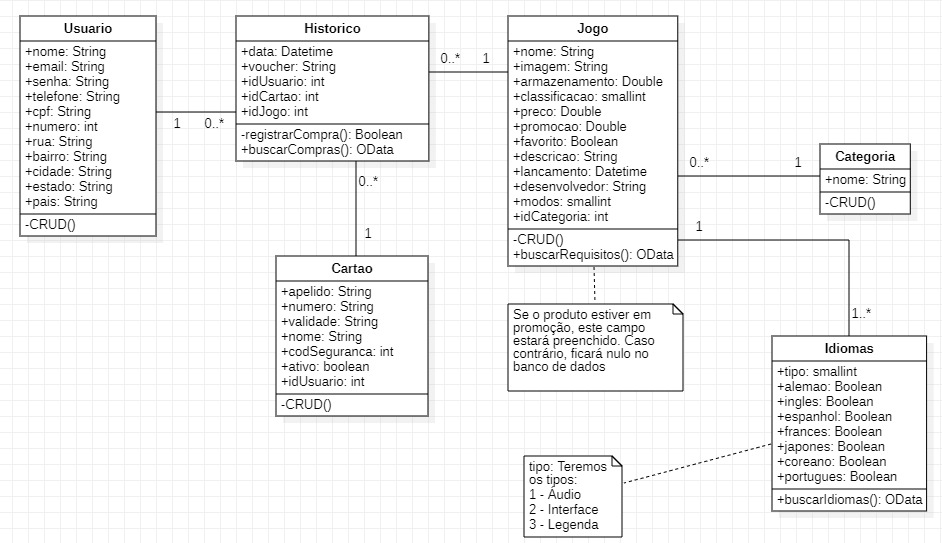 Usuario
+nome: String
+email: String
+senha: String
+telefone: String
+cpf: String
+numero: int
+rua: String
+bairro: String
+cidade: String
+estado: String
+pais: String
-CRUD()
1
0..*
Historico
+data: Datetime
+voucher: String
+idUsuario: int
+idCartao: int
+idJogo: int
-registrarCompra(): Boolean
+buscarCompras(): OData
0..*
1
0..*
1
Cartao
+apelido: String
+numero: String
+validade: String
+nome: String
+codSeguranca: int
+ativo: boolean
+idUsuario: int
-CRUD()
Jogo
+nome: String
+imagem: String
+armazenamento: Double
+classificacao: smallint
+preco: Double
+promocao: Double
+favorito: Boolean
+descricao: String
+lancamento: Datetime
+desenvolvedor: String
+modos: smallint
+idCategoria: int
-CRUD()
+buscarRequisitos(): OData
0..*
1
Categoria
+nome: String
-CRUD()
1
1..*
Se o produto estiver em
promoção, este campo
estará preenchido. Caso
contrário, ficará nulo no
banco de dados
Idiomas
+tipo: smallint
+alemao: Boolean
+ingles: Boolean
+espanhol: Boolean
+frances: Boolean
+japones: Boolean
+coreano: Boolean
+portugues: Boolean
+buscarIdiomas(): OData
tipo: Teremos
os tipos:
1 - Áudio
2 - Interface
3 - Legenda